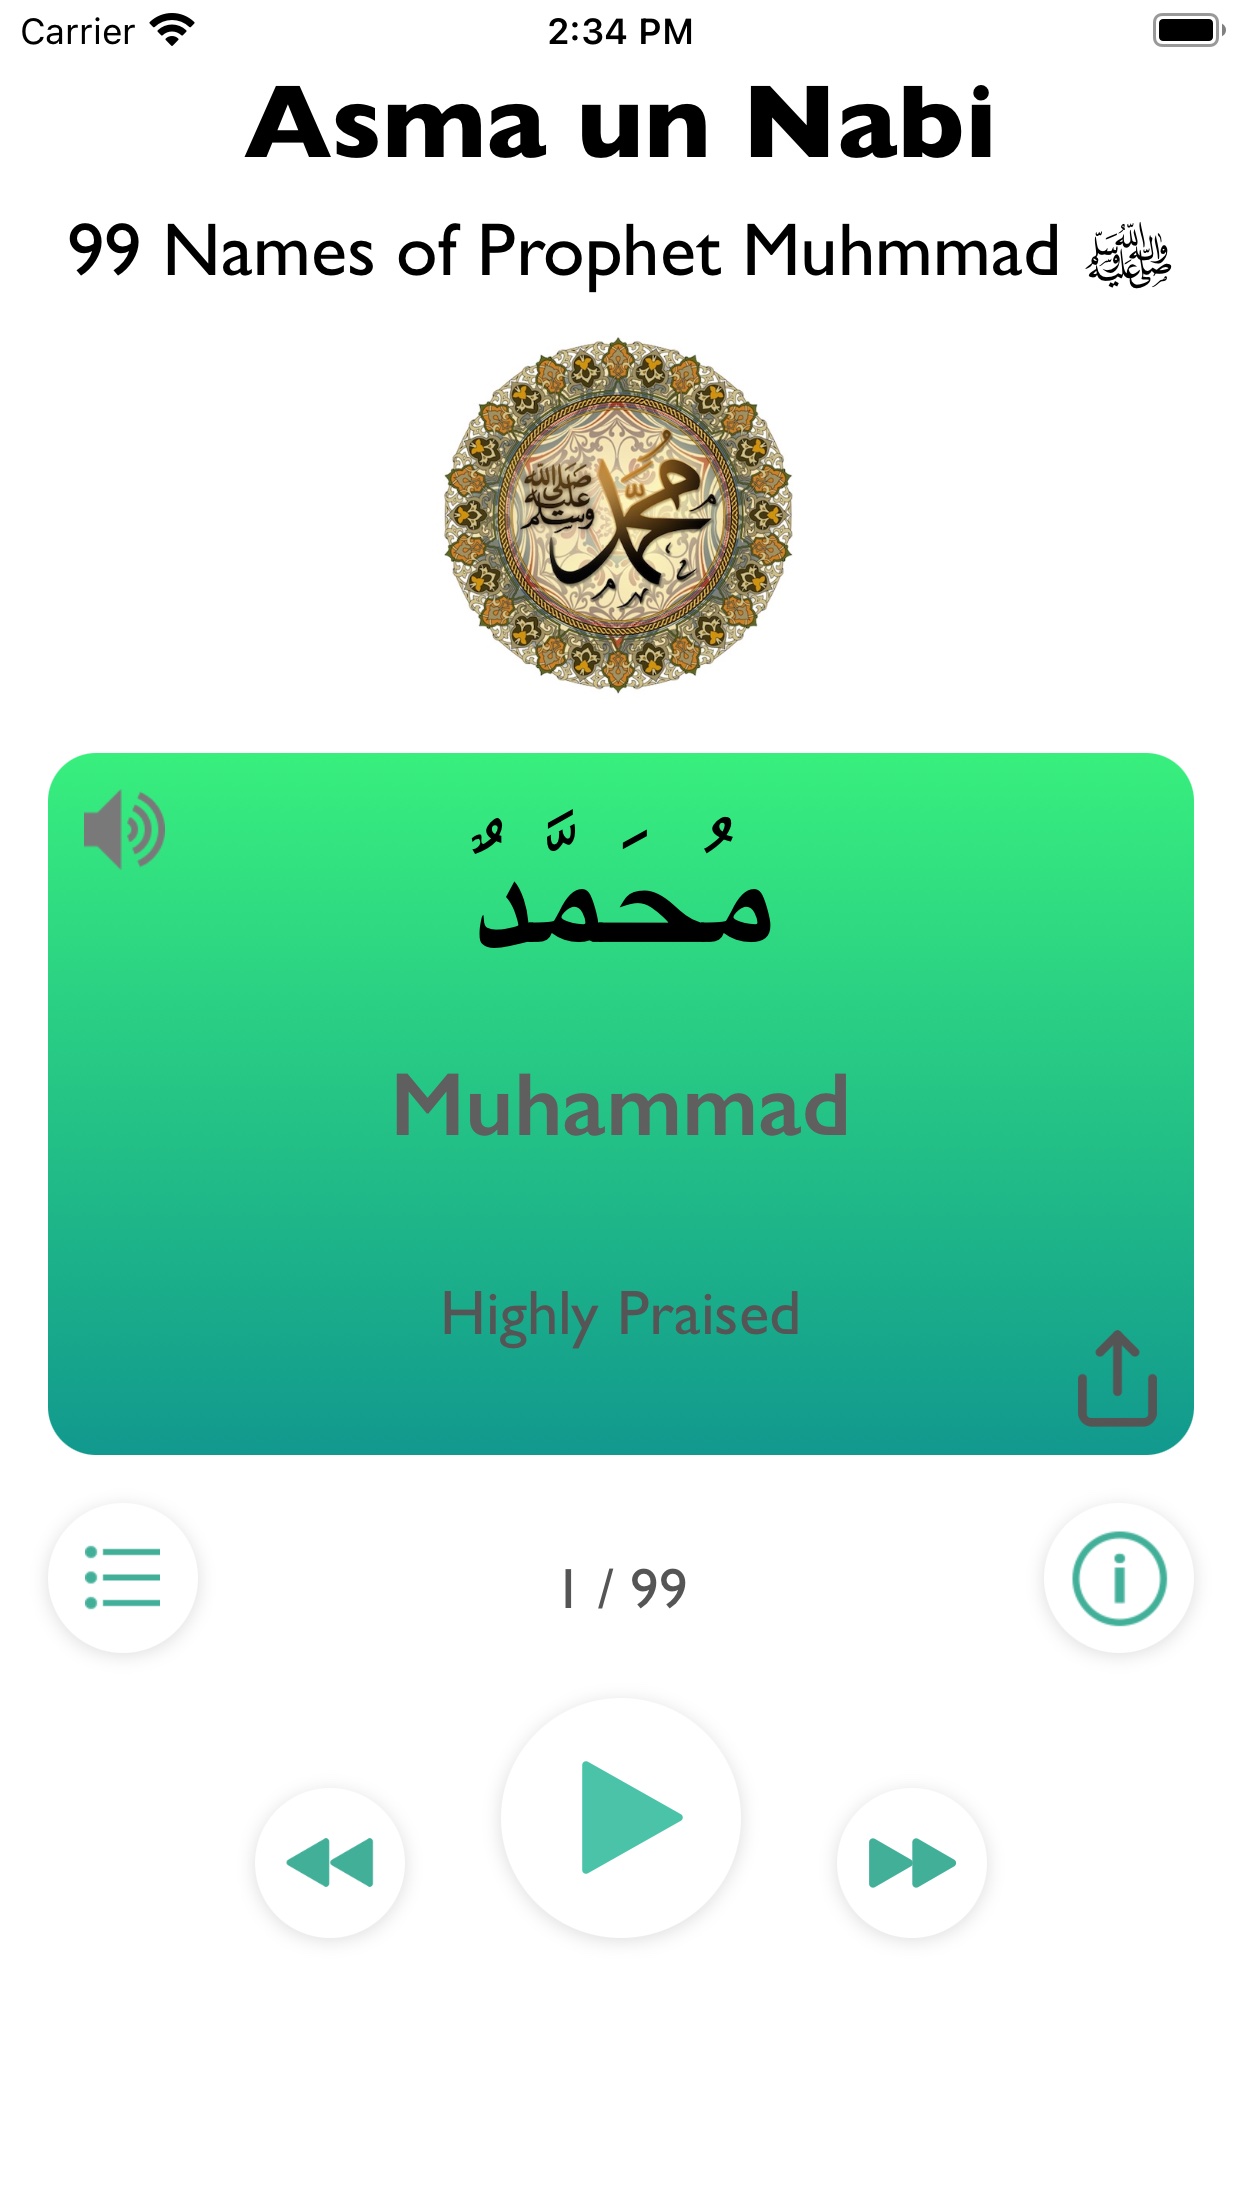 Carrier 2:34 PM
Asma un Nabi
99 Names of Prophet Muhmmad ﷺ
محمد
صلى الله
عليه
وسلم
مُحَمَّدٌ
Muhammad
Highly Praised
1 / 99